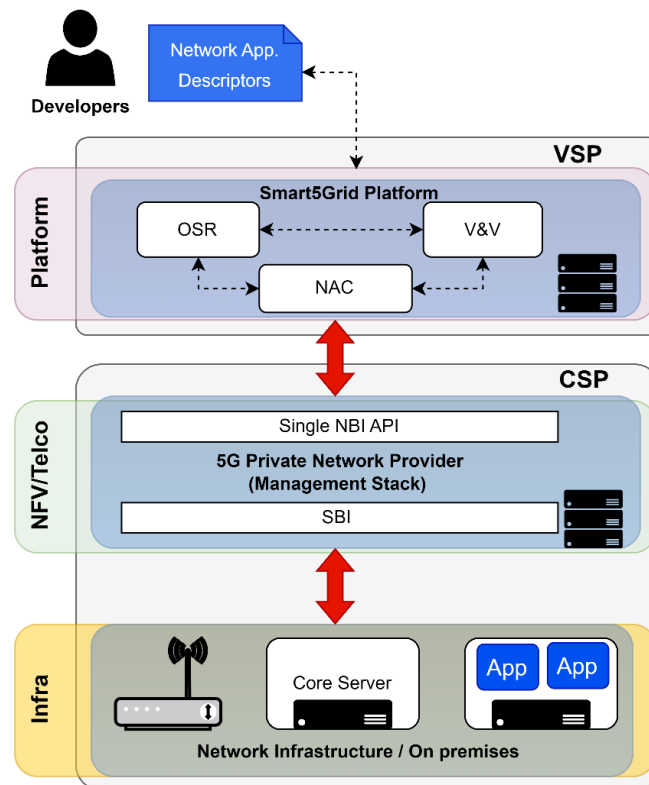 Network App.
Descriptors
Developers
VSP
Platform
Smart5Grid Platform
OSR
V&V
NAC
CSP
NFV/Telco
Single NBI API
5G Private Network Provider
(Management Stack)
SBI
Infra
Core Server
App
App
Network Infrastructure / On premises